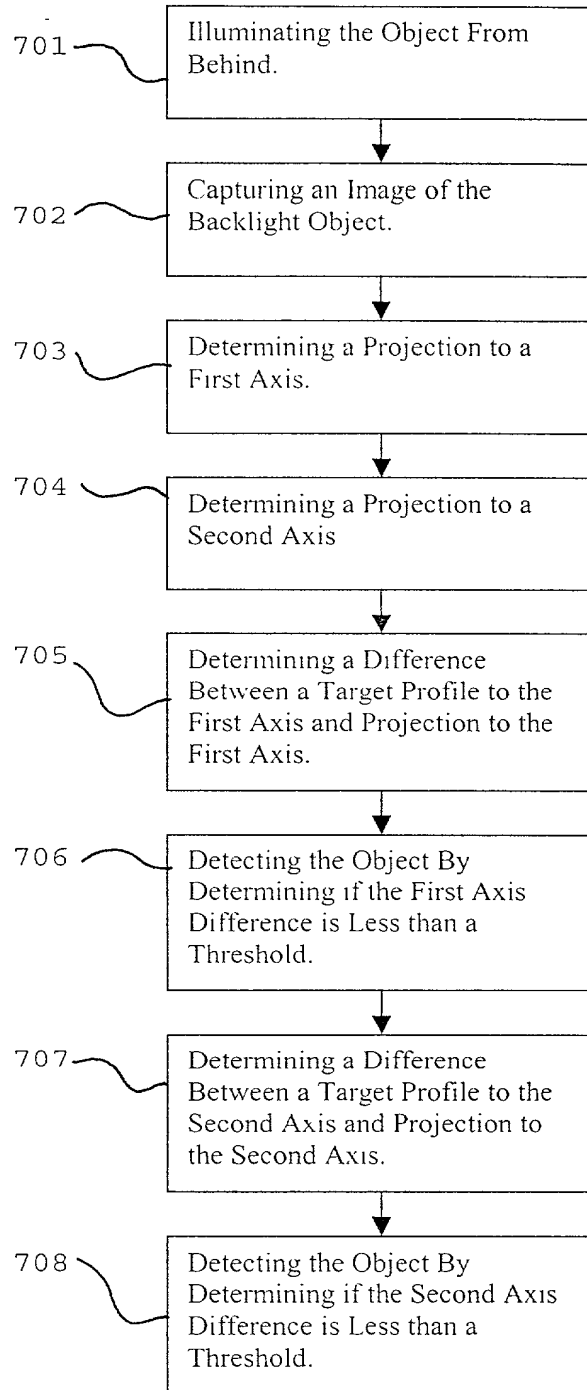 701
Illuminating the Object From
Behind.
702
Capturing an Image of the
Backlight Object.
703
Determining a Projection to a
First Axis.
704
Determining a Projection to a
Second Axis
705
Determining a Difference
Between a Target Profile to the
First Axis and Projection to the
First Axis.
706
Detecting the Object By
Determining if the First Axis
Difference is Less than a
Threshold.
707
Determining a Difference
Between a Target Profile to the
Second Axis and Projection to
the Second Axis.
708
Detecting the Object By
Determining if the Second Axis
Difference is Less than a
Threshold.